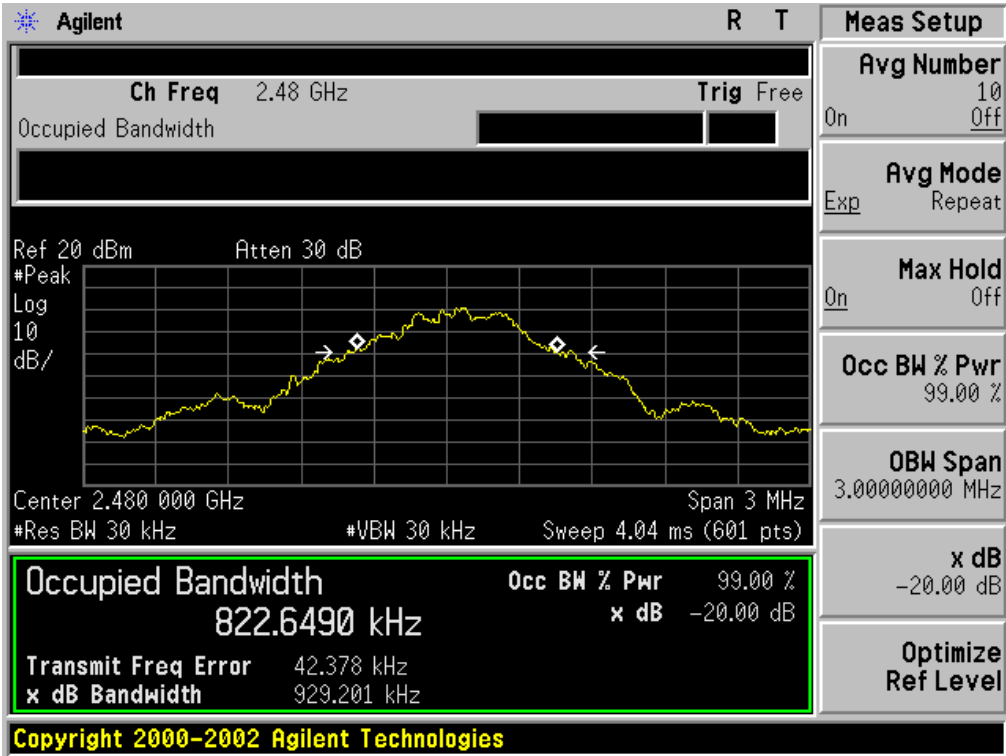 Agilent R T
Ch Freq 2.48 GHz Trig Free
Occupied Bandwidth
Ref 20 dBm Atten 30 dB
#Peak
Log
10
dB/
Center 2.480 000 GHz Span 3 MHz
#Res BW 30 kHz #VBW 30 kHz Sweep 4.04 ms (601 pts)
Occupied Bandwidth
822.6490 kHz
Occ BW % Pwr 99.00 %
x dB -20.00 dB
Transmit Freq Error 42.378 kHz
x dB Bandwidth 929.201 kHz
Meas Setup
Avg Number
10
On Off
Avg Mode
Exp Repeat
Max Hold
On Off
Occ BW % Pwr
99.00 %
OBW Span
3.00000000 MHz
x dB
-20.00 dB
Optimize
Ref Level
Copyright 2000-2002 Agilent Technologies